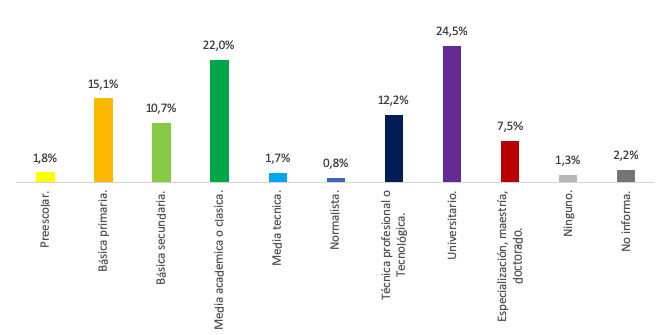 1,8%
15,1%
10,7%
22,0%
1,7%
0,8%
12,2%
24,5%
7,5%
1,3%
2,2%
Preescolar.
Básica primaria.
Básica secundaria.
Media academica o clasica.
Media tecnica.
Normalista.
Técnica profesional o
Tecnológica.
Universitario.
Especialización, maestría,
doctorado.
Ninguno.
No informa.